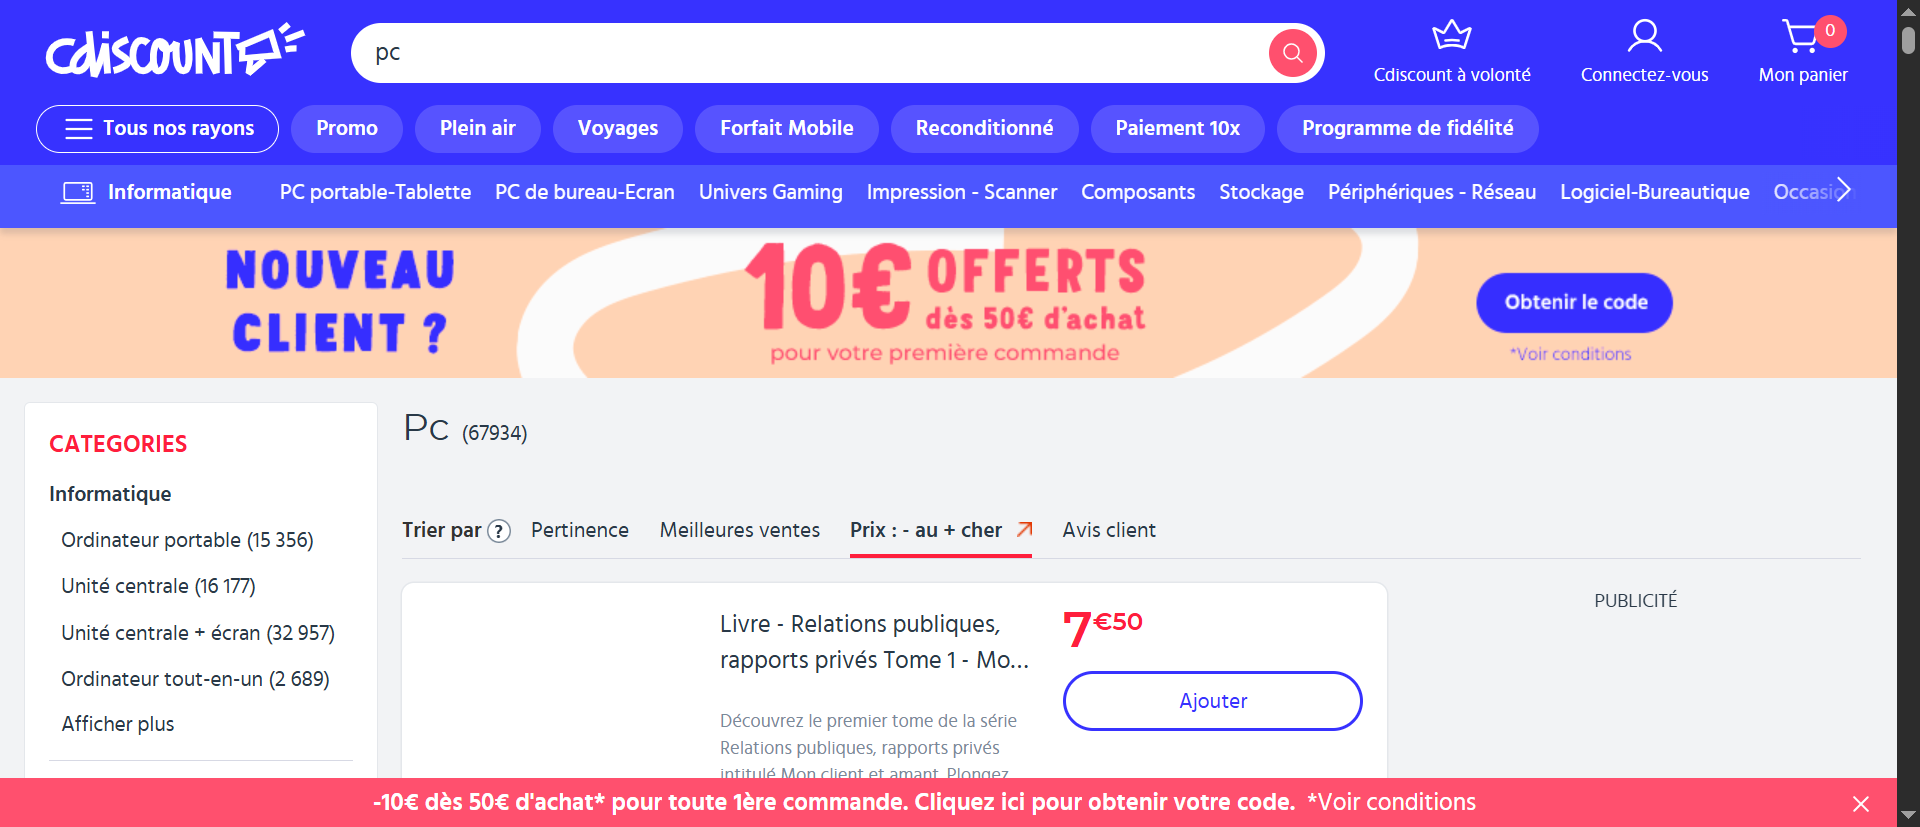 cdiscount
pc
Cdiscount à volonté
Connectez-vous
0
Mon panier
Tous nos rayons
Promo
Plein air
Voyages
Forfait Mobile
Reconditionné
Paiement 10x
Programme de fidélité
Informatique
PC portable-Tablette
PC de bureau-Ecran
Univers Gaming
Impression - Scanner
Composants
Stockage
Périphériques - Réseau
Logiciel-Bureautique
Occasion
NOUVEAU
CLIENT ?
10€ OFFERTS
dès 50€ d'achat
pour votre première commande
Obtenir le code
*Voir conditions
CATEGORIES
Informatique
Ordinateur portable (15 356)
Unité centrale (16 177)
Unité centrale + écran (32 957)
Ordinateur tout-en-un (2 689)
Afficher plus
Pc (67934)
Trier par ? Pertinence Meilleures ventes Prix : - au + cher Avis client
Livre - Relations publiques,
rapports privés Tome 1 - Mo...
Découvrez le premier tome de la série
Relations publiques, rapports privés
intitulé Mon client et amant. Plongez
7€50
Ajouter
PUBLICITÉ
-10€ dès 50€ d'achat* pour toute 1ère commande. Cliquez ici pour obtenir votre code. *Voir conditions